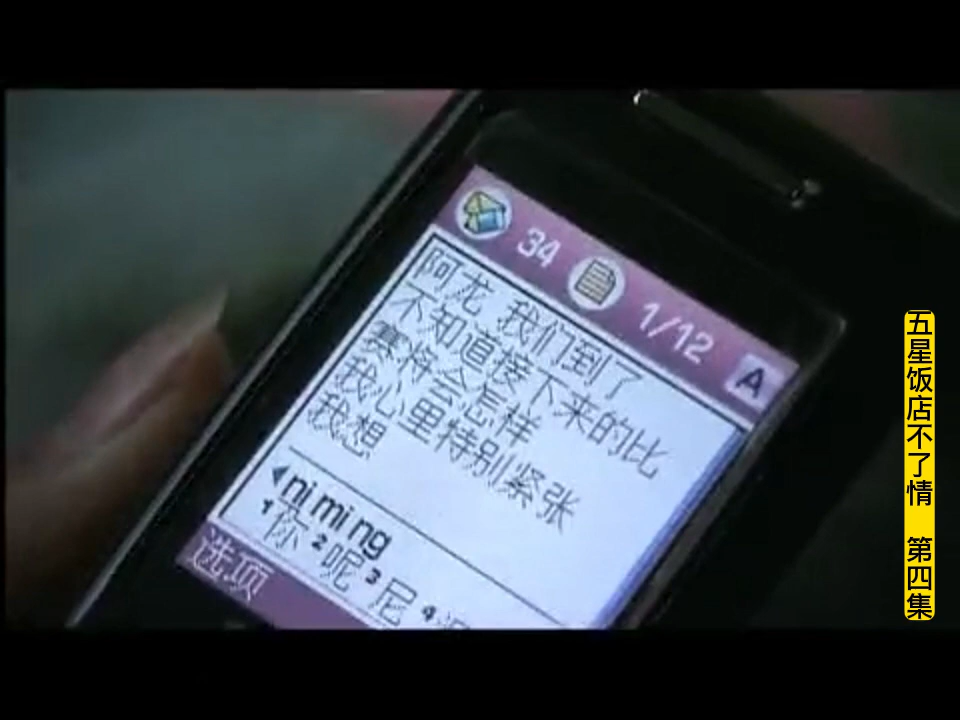 34 1/12 A
阿龙 我们到了
不知道接下来的比
赛将会怎样
我心里特别紧张
我想
ni ming
1你 2呢 3尼 4
选项
五星饭店不了情 第四集